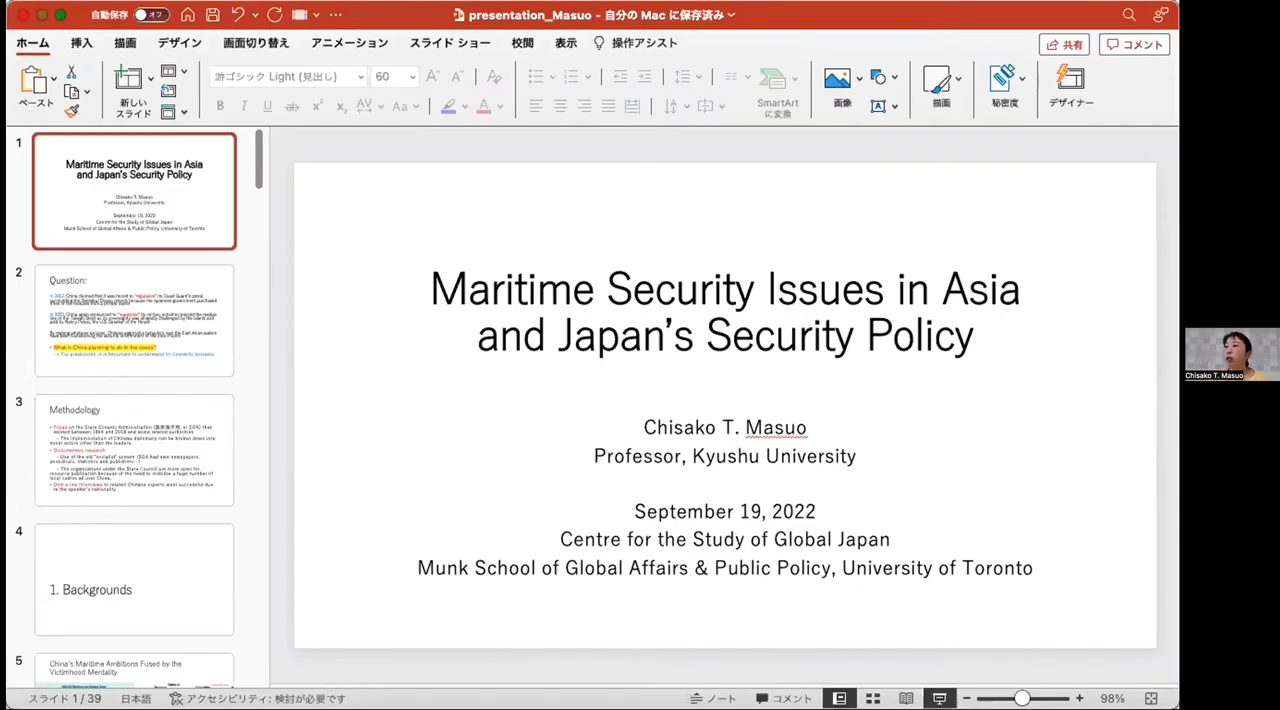 自動保存 オフ
presentation_Masuo - 自分の Mac に保存済み
ホーム 挿入 描画 デザイン 画面切り替え アニメーション スライド ショー 校閲 表示 操作アシスト 共有 コメント
ペースト
新しい
スライド
游ゴシック Light (見出し) 60
SmartArt
に変換
画像
描画
秘密度
デザイナー
1
Maritime Security Issues in Asia
and Japan's Security Policy
Chisako T. Masuo
Professor, Kyushu University
September 19, 2022
Centre for the Study of Global Japan
Munk School of Global Affairs & Public Policy, University of Toronto
2
Question:
What is China planning to do in the issues?
3
Methodology
4
1. Backgrounds
5
China's Maritime Ambitions Fused by the
Victimhood Mentality
Maritime Security Issues in Asia
and Japan's Security Policy
Chisako T. Masuo
Professor, Kyushu University
September 19, 2022
Centre for the Study of Global Japan
Munk School of Global Affairs & Public Policy, University of Toronto
Chisako T. Masuo
スライド 1 / 39 日本語 アクセシビリティ: 検討が必要です ノート コメント 98%